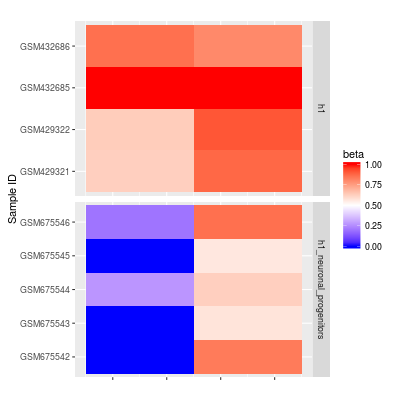 GSM432686
GSM432685
GSM429322
GSM429321
h1
GSM675546
GSM675545
GSM675544
GSM675543
GSM675542
h1_neuronal_progenitors
Sample ID
beta
1.00
0.75
0.50
0.25
0.00